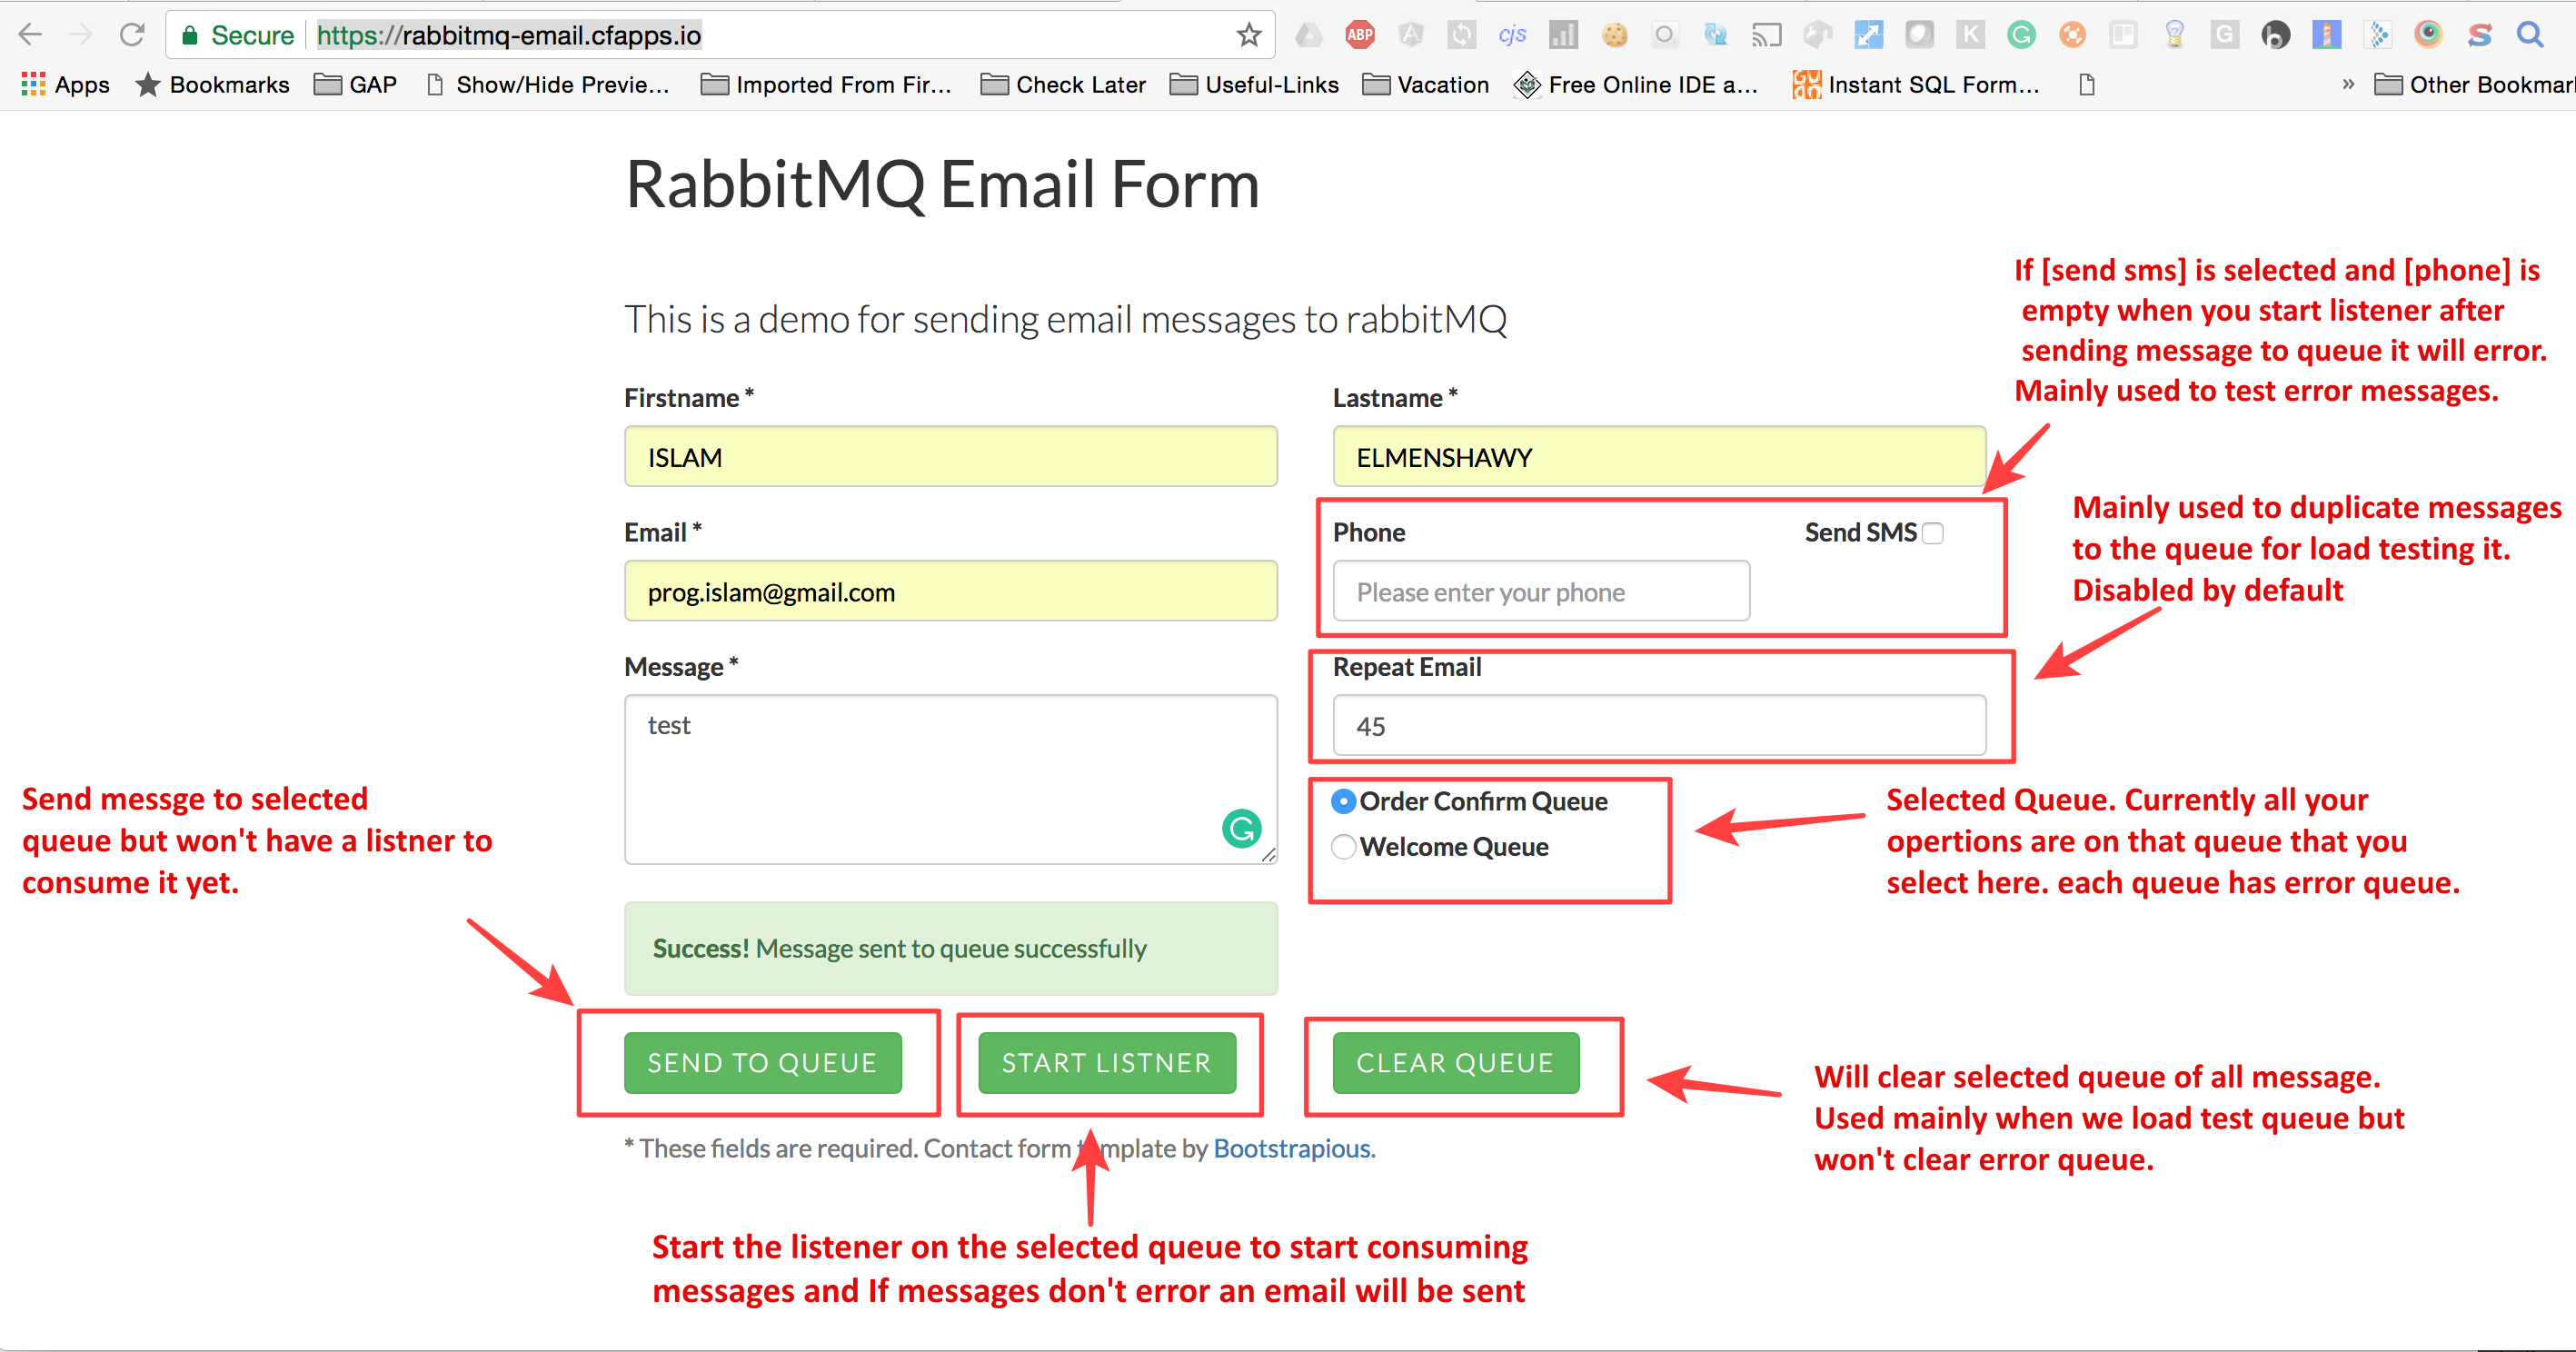 Secure https://rabbitmq-email.cfapps.io
ABP cjs K G b
Apps Bookmarks GAP Show/Hide Previe... Imported From Fir... Check Later Useful-Links Vacation Free Online IDE a... Instant SQL Form... » Other Bookmar
RabbitMQ Email Form
This is a demo for sending email messages to rabbitMQ
If [send sms] is selected and [phone] is
empty when you start listener after
sending message to queue it will error.
Mainly used to test error messages.
Firstname * Lastname *
ISLAM ELMENSHAWY
Email * Phone Send SMS
prog.islam@gmail.com Please enter your phone
Mainly used to duplicate messages
to the queue for load testing it.
Disabled by default
Message * Repeat Email
test 45
Order Confirm Queue
Welcome Queue
Selected Queue. Currently all your
opertions are on that queue that you
select here. each queue has error queue.
Send messge to selected
queue but won't have a listner to
consume it yet.
Success! Message sent to queue successfully
SEND TO QUEUE START LISTNER CLEAR QUEUE
Will clear selected queue of all message.
Used mainly when we load test queue but
won't clear error queue.
* These fields are required. Contact form template by Bootstrapious.
Start the listener on the selected queue to start consuming
messages and If messages don't error an email will be sent